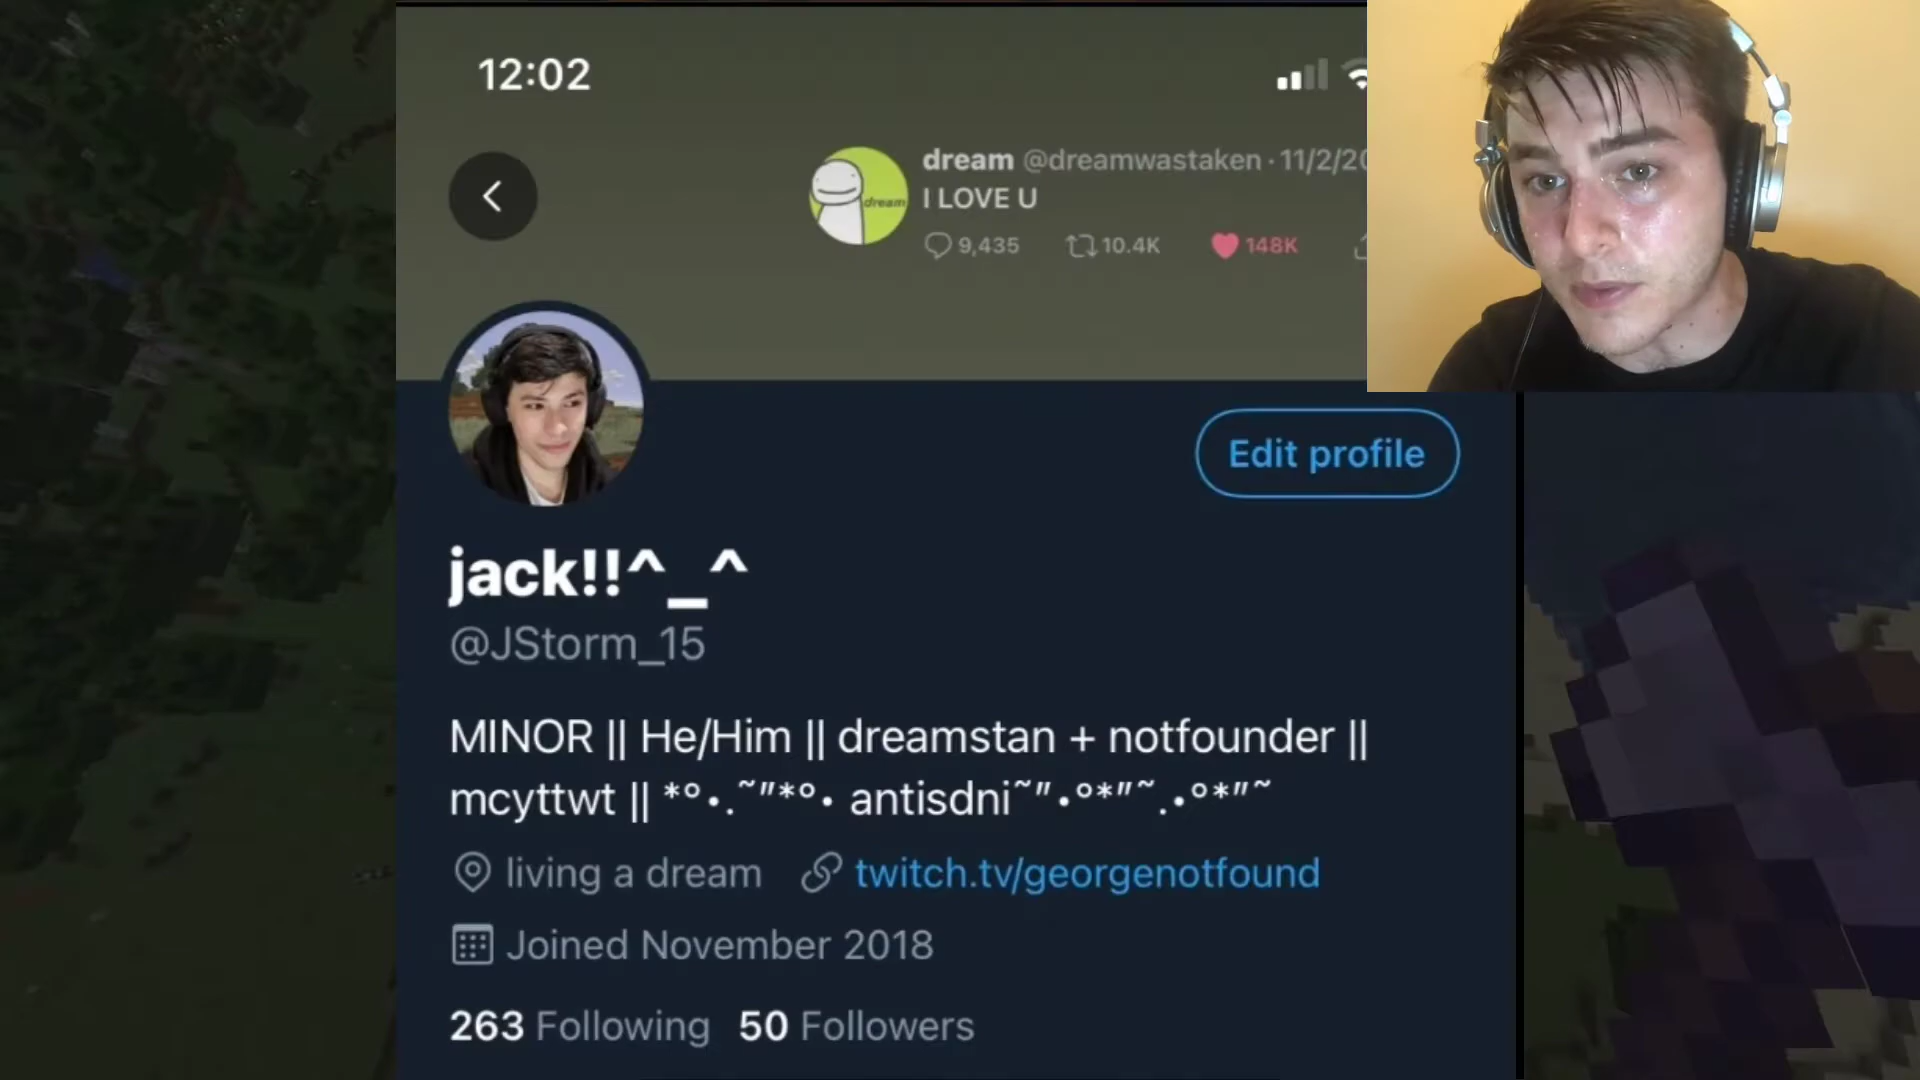 12:02
dream @dreamwastaken · 11/2/20
I LOVE U
dream
9,435 10.4K 148K
Edit profile
jack!!^_^
@JStorm_15
MINOR || He/Him || dreamstan + notfounder ||
mcyttwt || *°•.˜"*°• antisdni˜"•°*"˜.•°*"˜
living a dream twitch.tv/georgenotfound
Joined November 2018
263 Following 50 Followers